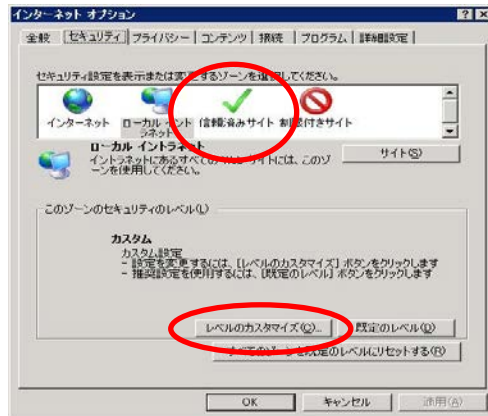 インターネット オプション
全般 セキュリティ プライバシー コンテンツ 接続 プログラム 詳細設定
セキュリティ設定を表示または変更するゾーンを選択してください。
インターネット ローカル イントラネット 信頼済みサイト 制限付きサイト
ローカル イントラネット
イントラネットにあるすべての Web サイトには、このゾ
ーンを使用してください。
サイト(S)
このゾーンのセキュリティのレベル(L)
カスタム
カスタム設定
- 設定を変更するには、[レベルのカスタマイズ] ボタンをクリックします
- 推奨設定を使用するには、[既定のレベル] ボタンをクリックします
レベルのカスタマイズ(C)... 既定のレベル(D)
すべてのゾーンを既定のレベルにリセットする(R)
OK キャンセル 適用(A)